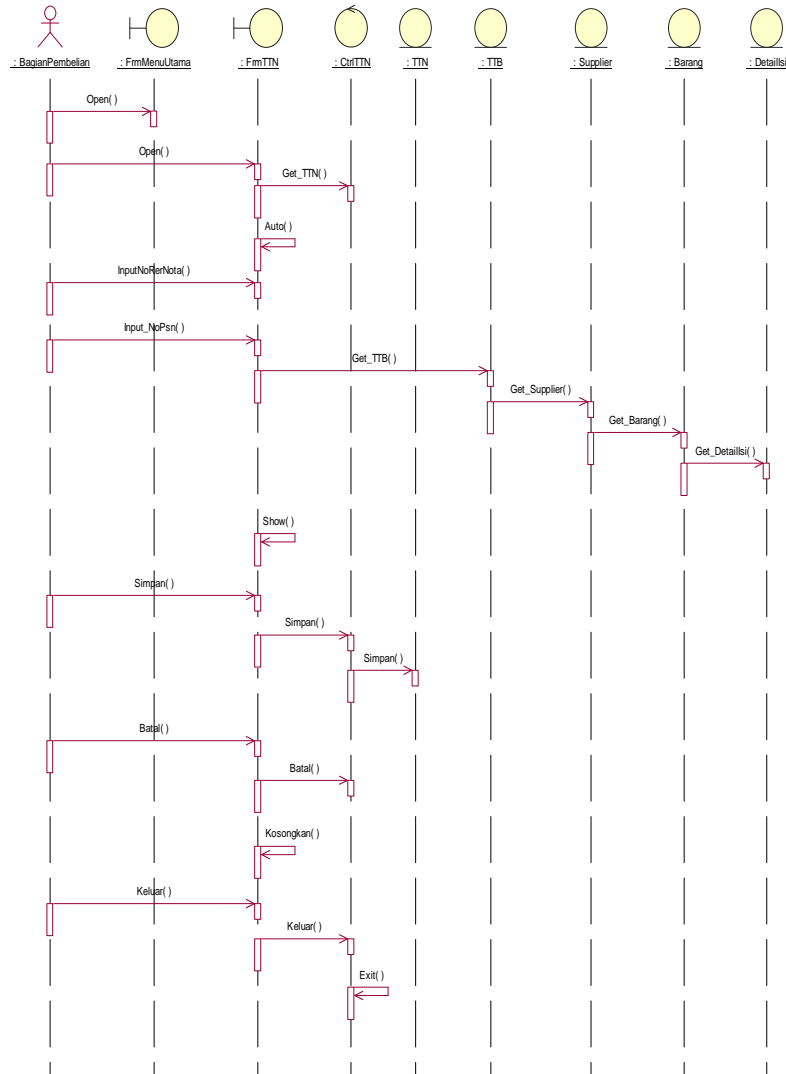 : BagianPembelian
: FrmMenuUtama
: FrmTTN
: CtrlTTN
: TTN
: TTB
: Supplier
: Barang
: DetailIsi
Open( )
Open( )
Get_TTN( )
Auto( )
InputNoRerNota( )
Input_NoPsn( )
Get_TTB( )
Get_Supplier( )
Get_Barang( )
Get_DetailIsi( )
Show( )
Simpan( )
Simpan( )
Simpan( )
Batal( )
Batal( )
Kosongkan( )
Keluar( )
Keluar( )
Exit( )